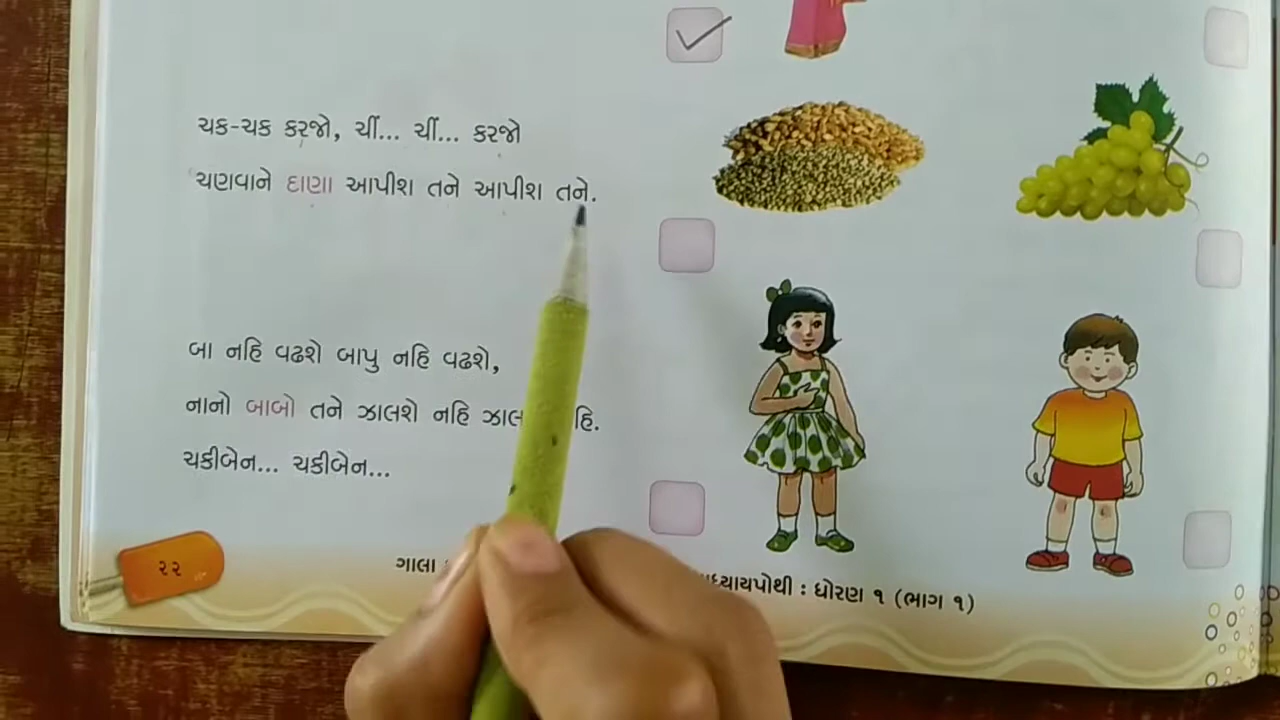 ચક-ચક કરજો, ચીં... ચીં... કરજો
ચણવાને દાણા આપીશ તને આપીશ તને.
બા નહિ વઢશે બાપુ નહિ વઢશે,
નાનો બાબો તને ઝાલશે નહિ
ચકીબેન... ચકીબેન...
૨૨
ગાલા
ધોરણ ૧ (ભાગ ૧)